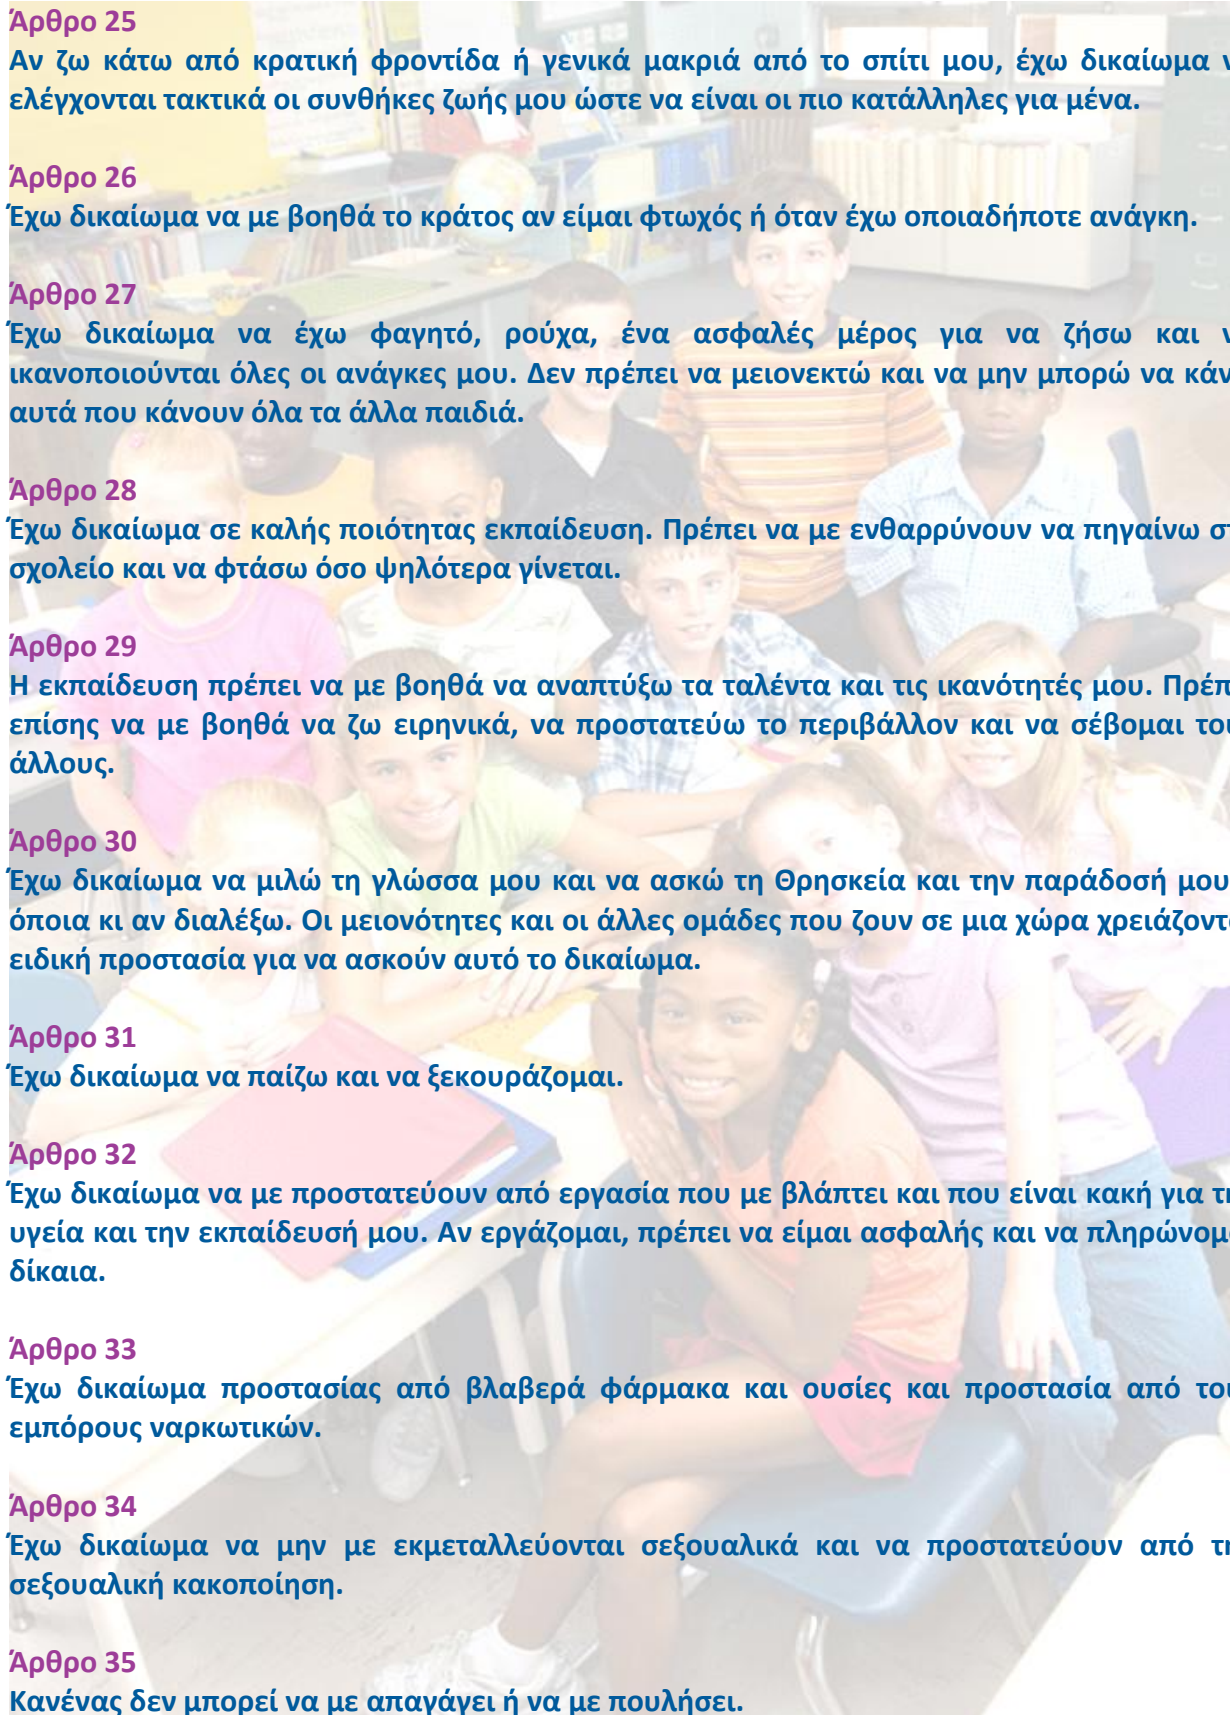 Άρθρο 25
Αν ζω κάτω από κρατική φροντίδα ή γενικά μακριά από το σπίτι μου, έχω δικαίωμα
ελέγχονται τακτικά οι συνθήκες ζωής μου ώστε να είναι οι πιο κατάλληλες για μένα.
Άρθρο 26
Έχω δικαίωμα να με βοηθά το κράτος αν είμαι φτωχός ή όταν έχω οποιαδήποτε ανάγκη.
Άρθρο 27
Έχω δικαίωμα να έχω φαγητό, ρούχα, ένα ασφαλές μέρος για να ζήσω και
ικανοποιούνται όλες οι ανάγκες μου. Δεν πρέπει να μειονεκτώ και να μην μπορώ να
αυτά που κάνουν όλα τα άλλα παιδιά.
Άρθρο 28
Έχω δικαίωμα σε καλής ποιότητας εκπαίδευση. Πρέπει να με ενθαρρύνουν να πηγαίνω
σχολείο και να φτάσω όσο ψηλότερα γίνεται.
Άρθρο 29
Η εκπαίδευση πρέπει να με βοηθά να αναπτύξω τα ταλέντα και τις ικανότητές μου.
επίσης να με βοηθά να ζω ειρηνικά, να προστατεύω το περιβάλλον και να σέβομαι
άλλους.
Άρθρο 30
Έχω δικαίωμα να μιλώ τη γλώσσα μου και να ασκώ τη Θρησκεία και την παράδοσή μου
όποια κι αν διαλέξω. Οι μειονότητες και οι άλλες ομάδες που ζουν σε μια χώρα
ειδική προστασία για να ασκούν αυτό το δικαίωμα.
Άρθρο 31
Έχω δικαίωμα να παίζω και να ξεκουράζομαι.
Άρθρο 32
Έχω δικαίωμα να με προστατεύουν από εργασία που με βλάπτει και που είναι κακή για
υγεία και την εκπαίδευσή μου. Αν εργάζομαι, πρέπει να είμαι ασφαλής και να
δίκαια.
Άρθρο 33
Έχω δικαίωμα προστασίας από βλαβερά φάρμακα και ουσίες και προστασία από
εμπόρους ναρκωτικών.
Άρθρο 34
Έχω δικαίωμα να μην με εκμεταλλεύονται σεξουαλικά και να προστατεύουν από
σεξουαλική κακοποίηση.
Άρθρο 35
Κανένας δεν μπορεί να με απαγάγει ή να με πουλήσει.